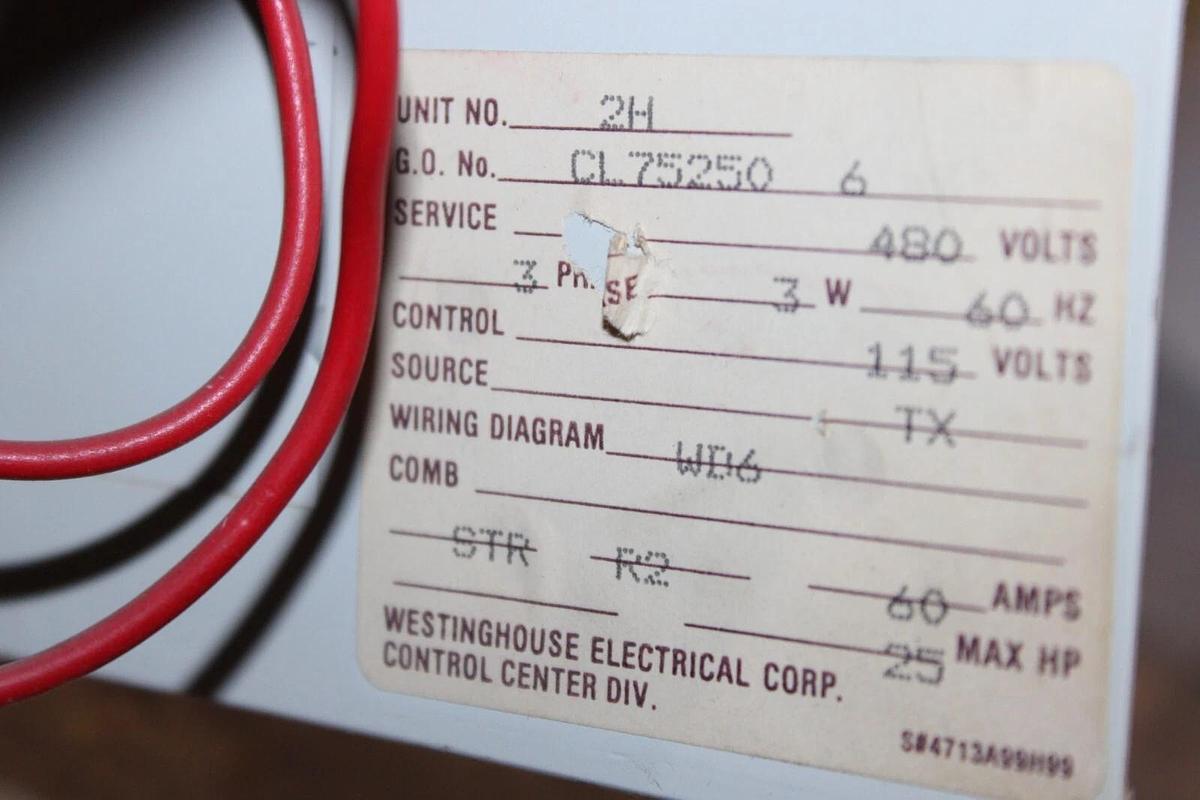 UNIT NO. 2H
G.O. No. CL75250 6
SERVICE 480 VOLTS
3 PHASE 3 W 60 HZ
CONTROL 115 VOLTS
SOURCE TX
WIRING DIAGRAM WD6
COMB
STR R2 60 AMPS
25 MAX HP
WESTINGHOUSE ELECTRICAL CORP.
CONTROL CENTER DIV.
S#4713A99H99